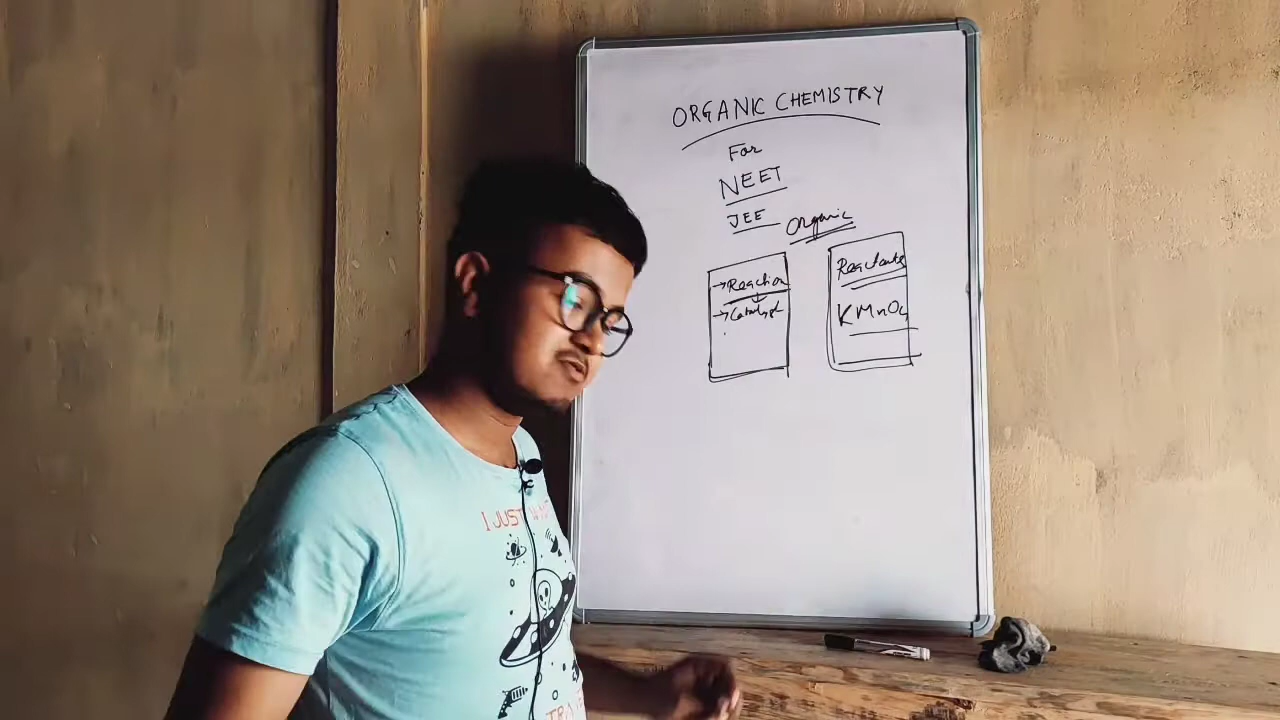 ORGANIC CHEMISTRY
For
NEET
JEE
Organic
→Reaction
→Catalyst
Reactants
KMnO4
I JUST